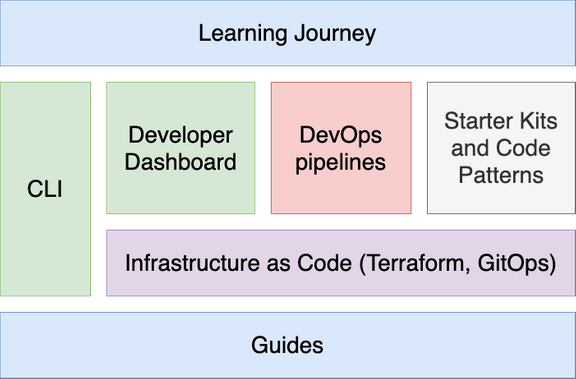 Learning Journey
CLI
Developer
Dashboard
DevOps
pipelines
Starter Kits
and Code
Patterns
Infrastructure as Code (Terraform, GitOps)
Guides